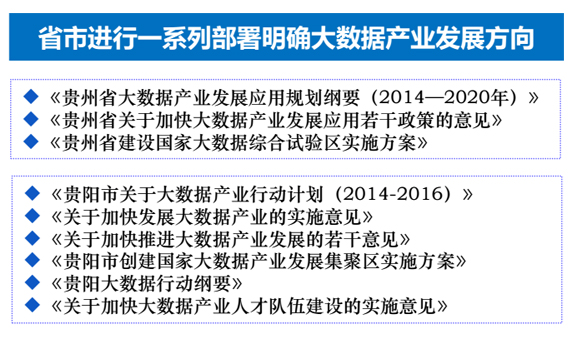 省市进行一系列部署明确大数据产业发展方向
◆ 《贵州省大数据产业发展应用规划纲要（2014—2020年）》
◆ 《贵州省关于加快大数据产业发展应用若干政策的意见》
◆ 《贵州省建设国家大数据综合试验区实施方案》
◆ 《贵阳市关于大数据产业行动计划（2014-2016）》
◆ 《关于加快发展大数据产业的实施意见》
◆ 《关于加快推进大数据产业发展的若干意见》
◆ 《贵阳市创建国家大数据产业发展集聚区实施方案》
◆ 《贵阳大数据行动纲要》
◆ 《关于加快大数据产业人才队伍建设的实施意见》